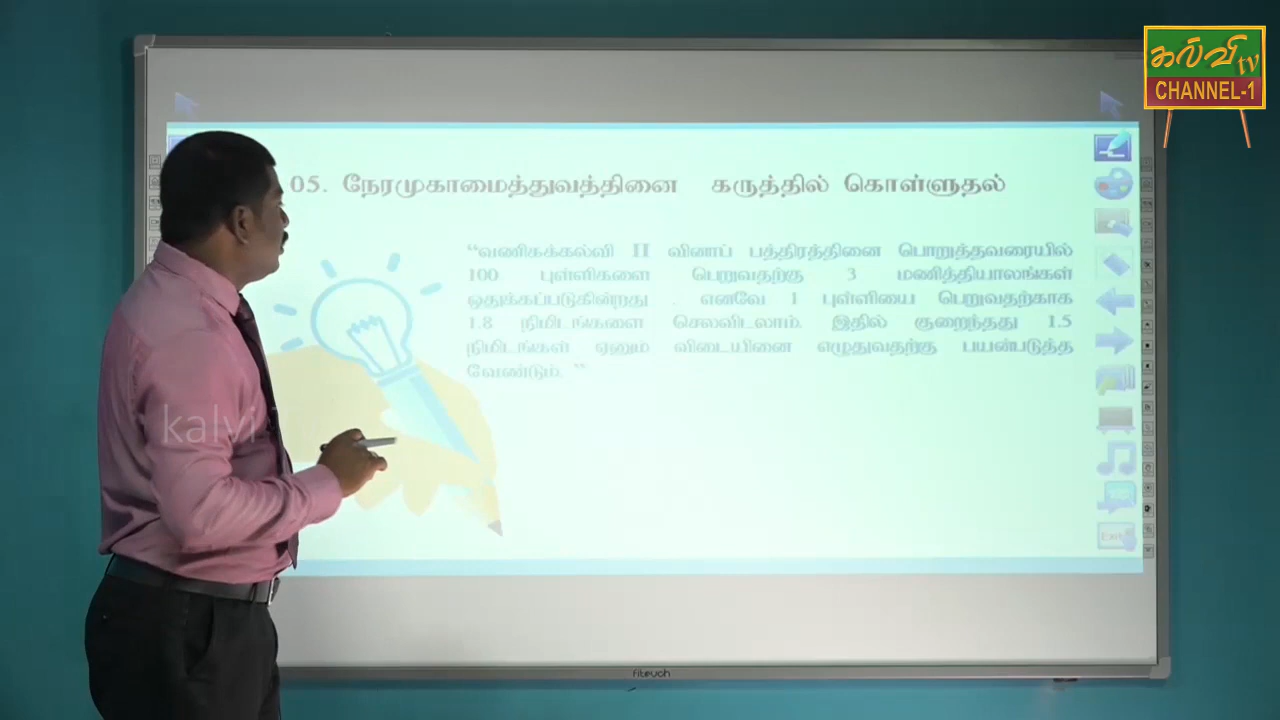 கல்வி tv
CHANNEL-1
05. நேரமுகாமைத்துவத்தினை கருத்தில் கொள்ளுதல்
“வணிகக்கல்வி II வினாப் பத்திரத்தினை பொறுத்தவரையில்
100 புள்ளிகளை பெறுவதற்கு 3 மணித்தியாலங்கள்
ஒதுக்கப்படுகின்றது . எனவே 1 புள்ளியை பெறுவதற்காக
1.8 நிமிடங்களை செலவிடலாம். இதில் குறைந்தது 1.5
நிமிடங்கள் ஏனும் விடையினை எழுதுவதற்கு பயன்படுத்த
வேண்டும். ”
kalvi
Exit